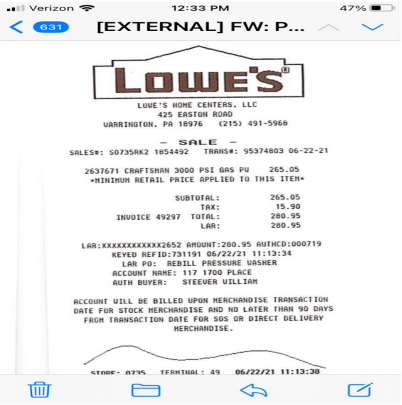 Verizon 12:33 PM 47%
631 [EXTERNAL] FW: P...
LOWE'S®
LOWE'S HOME CENTERS, LLC
425 EASTON ROAD
WARRINGTON, PA 18976 (215) 491-5968
- SALE -
SALES#: S0735RK2 1854492 TRANS#: 95374803 06-22-21
2637671 CRAFTSMAN 3000 PSI GAS PW 265.05
*MINIMUM RETAIL PRICE APPLIED TO THIS ITEM*
SUBTOTAL: 265.05
TAX: 15.90
INVOICE 49297 TOTAL: 280.95
LAR: 280.95
LAR:XXXXXXXXXXXX2652 AMOUNT:280.95 AUTHCD:000719
KEYED REFID:731191 06/22/21 11:13:34
LAR PO: REBILL PRESSURE WASHER
ACCOUNT NAME: 117 1700 PLACE
AUTH BUYER: STEEVER WILLIAM
ACCOUNT WILL BE BILLED UPON MERCHANDISE TRANSACTION
DATE FOR STOCK MERCHANDISE AND NO LATER THAN 90 DAYS
FROM TRANSACTION DATE FOR SOS OR DIRECT DELIVERY
MERCHANDISE.
STORE: 0735 TERMINAL: 49 06/22/21 11:13:38